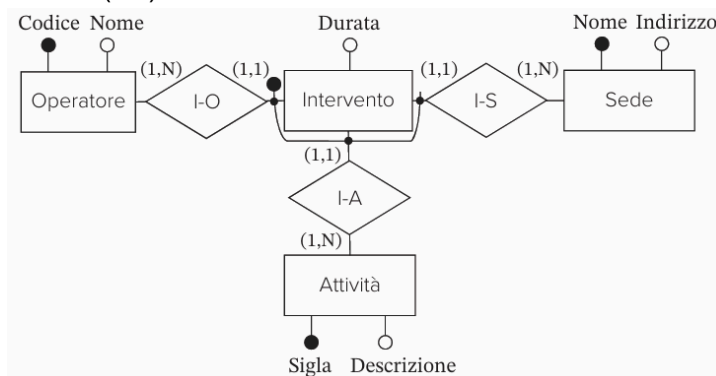 Codice Nome
Durata
Nome Indirizzo
(1,N)
(1,1)
(1,1)
(1,N)
Operatore
I-O
Intervento
I-S
Sede
(1,1)
I-A
(1,N)
Attività
Sigla Descrizione